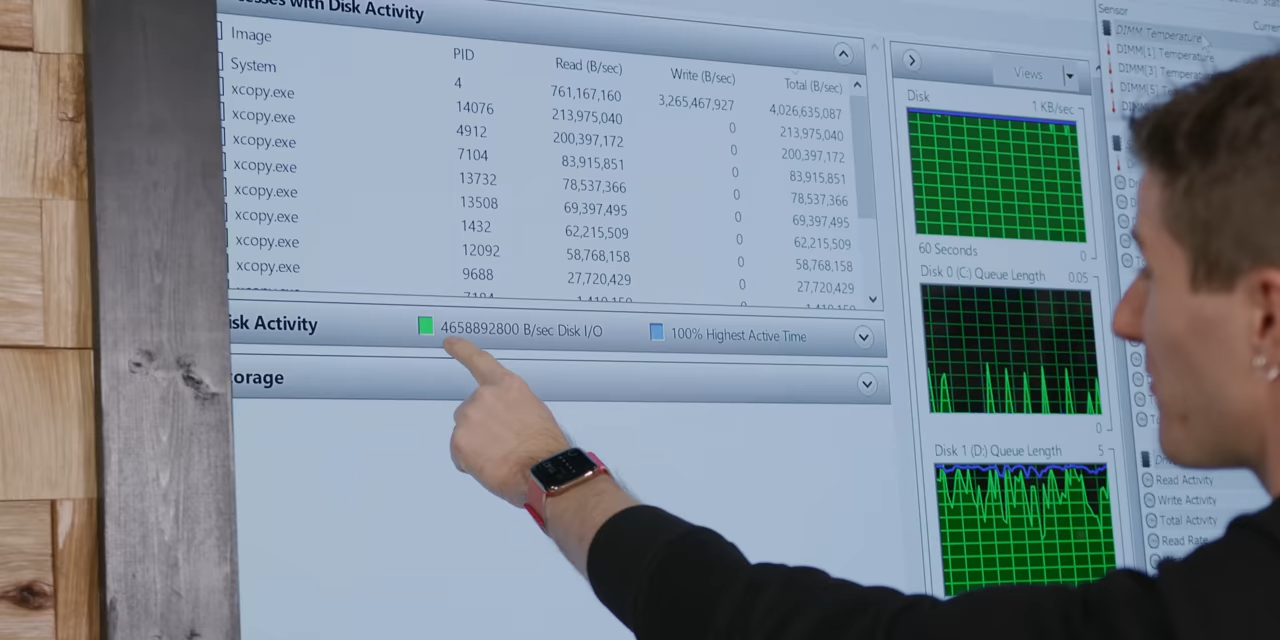 esses with Disk Activity
Image PID Read (B/sec) Write (B/sec) Total (B/sec)
System 4 761,167,160 3,265,467,927 4,026,635,087
xcopy.exe 14076 213,975,040 0 213,975,040
xcopy.exe 4912 200,397,172 0 200,397,172
xcopy.exe 7104 83,915,851 0 83,915,851
xcopy.exe 13732 78,537,366 0 78,537,366
xcopy.exe 13508 69,397,495 0 69,397,495
xcopy.exe 1432 62,215,509 0 62,215,509
xcopy.exe 12092 58,768,158 0 58,768,158
xcopy.exe 9688 27,720,429 0 27,720,429
isk Activity 4658892800 B/sec Disk I/O 100% Highest Active Time
orage
Views
Disk 1 KB/sec
60 Seconds 0
Disk 0 (C:) Queue Length 0.05
0
Disk 1 (D:) Queue Length 5
Sensor
DIMM Temperature
DIMM[1] Temperature
DIMM[3] Temperat
DIMM[5]
Read Activity
Write Activity
Total Activity
Read Rate